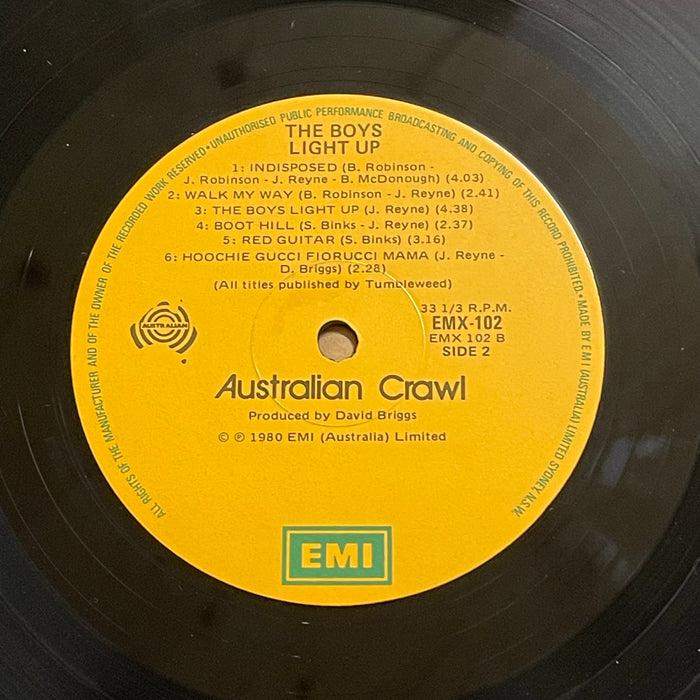 ALL RIGHTS OF THE MANUFACTURER AND OF THE OWNER OF THE RECORDED WORK RESERVED • UNAUTHORISED PUBLIC PERFORMANCE BROADCASTING AND COPYING OF THIS RECORD PROHIBITED. • MADE BY E M I (AUSTRALIA) LIMITED SYDNEY, N.S.W.
THE BOYS
LIGHT UP
1: INDISPOSED (B. Robinson -
J. Robinson - J. Reyne - B. McDonough) (4.03)
2: WALK MY WAY (B. Robinson - J. Reyne) (2.41)
3: THE BOYS LIGHT UP (J. Reyne) (4.38)
4: BOOT HILL (S. Binks - J. Reyne) (2.37)
5: RED GUITAR (S. Binks) (3.16)
6: HOOCHIE GUCCI FIORUCCI MAMA (J. Reyne -
D. Briggs) (2.28)
(All titles published by Tumbleweed)
AUSTRALIAN
33 1/3 R.P.M.
EMX-102
EMX 102 B
SIDE 2
Australian Crawl
Produced by David Briggs
© ℗ 1980 EMI (Australia) Limited
EMI